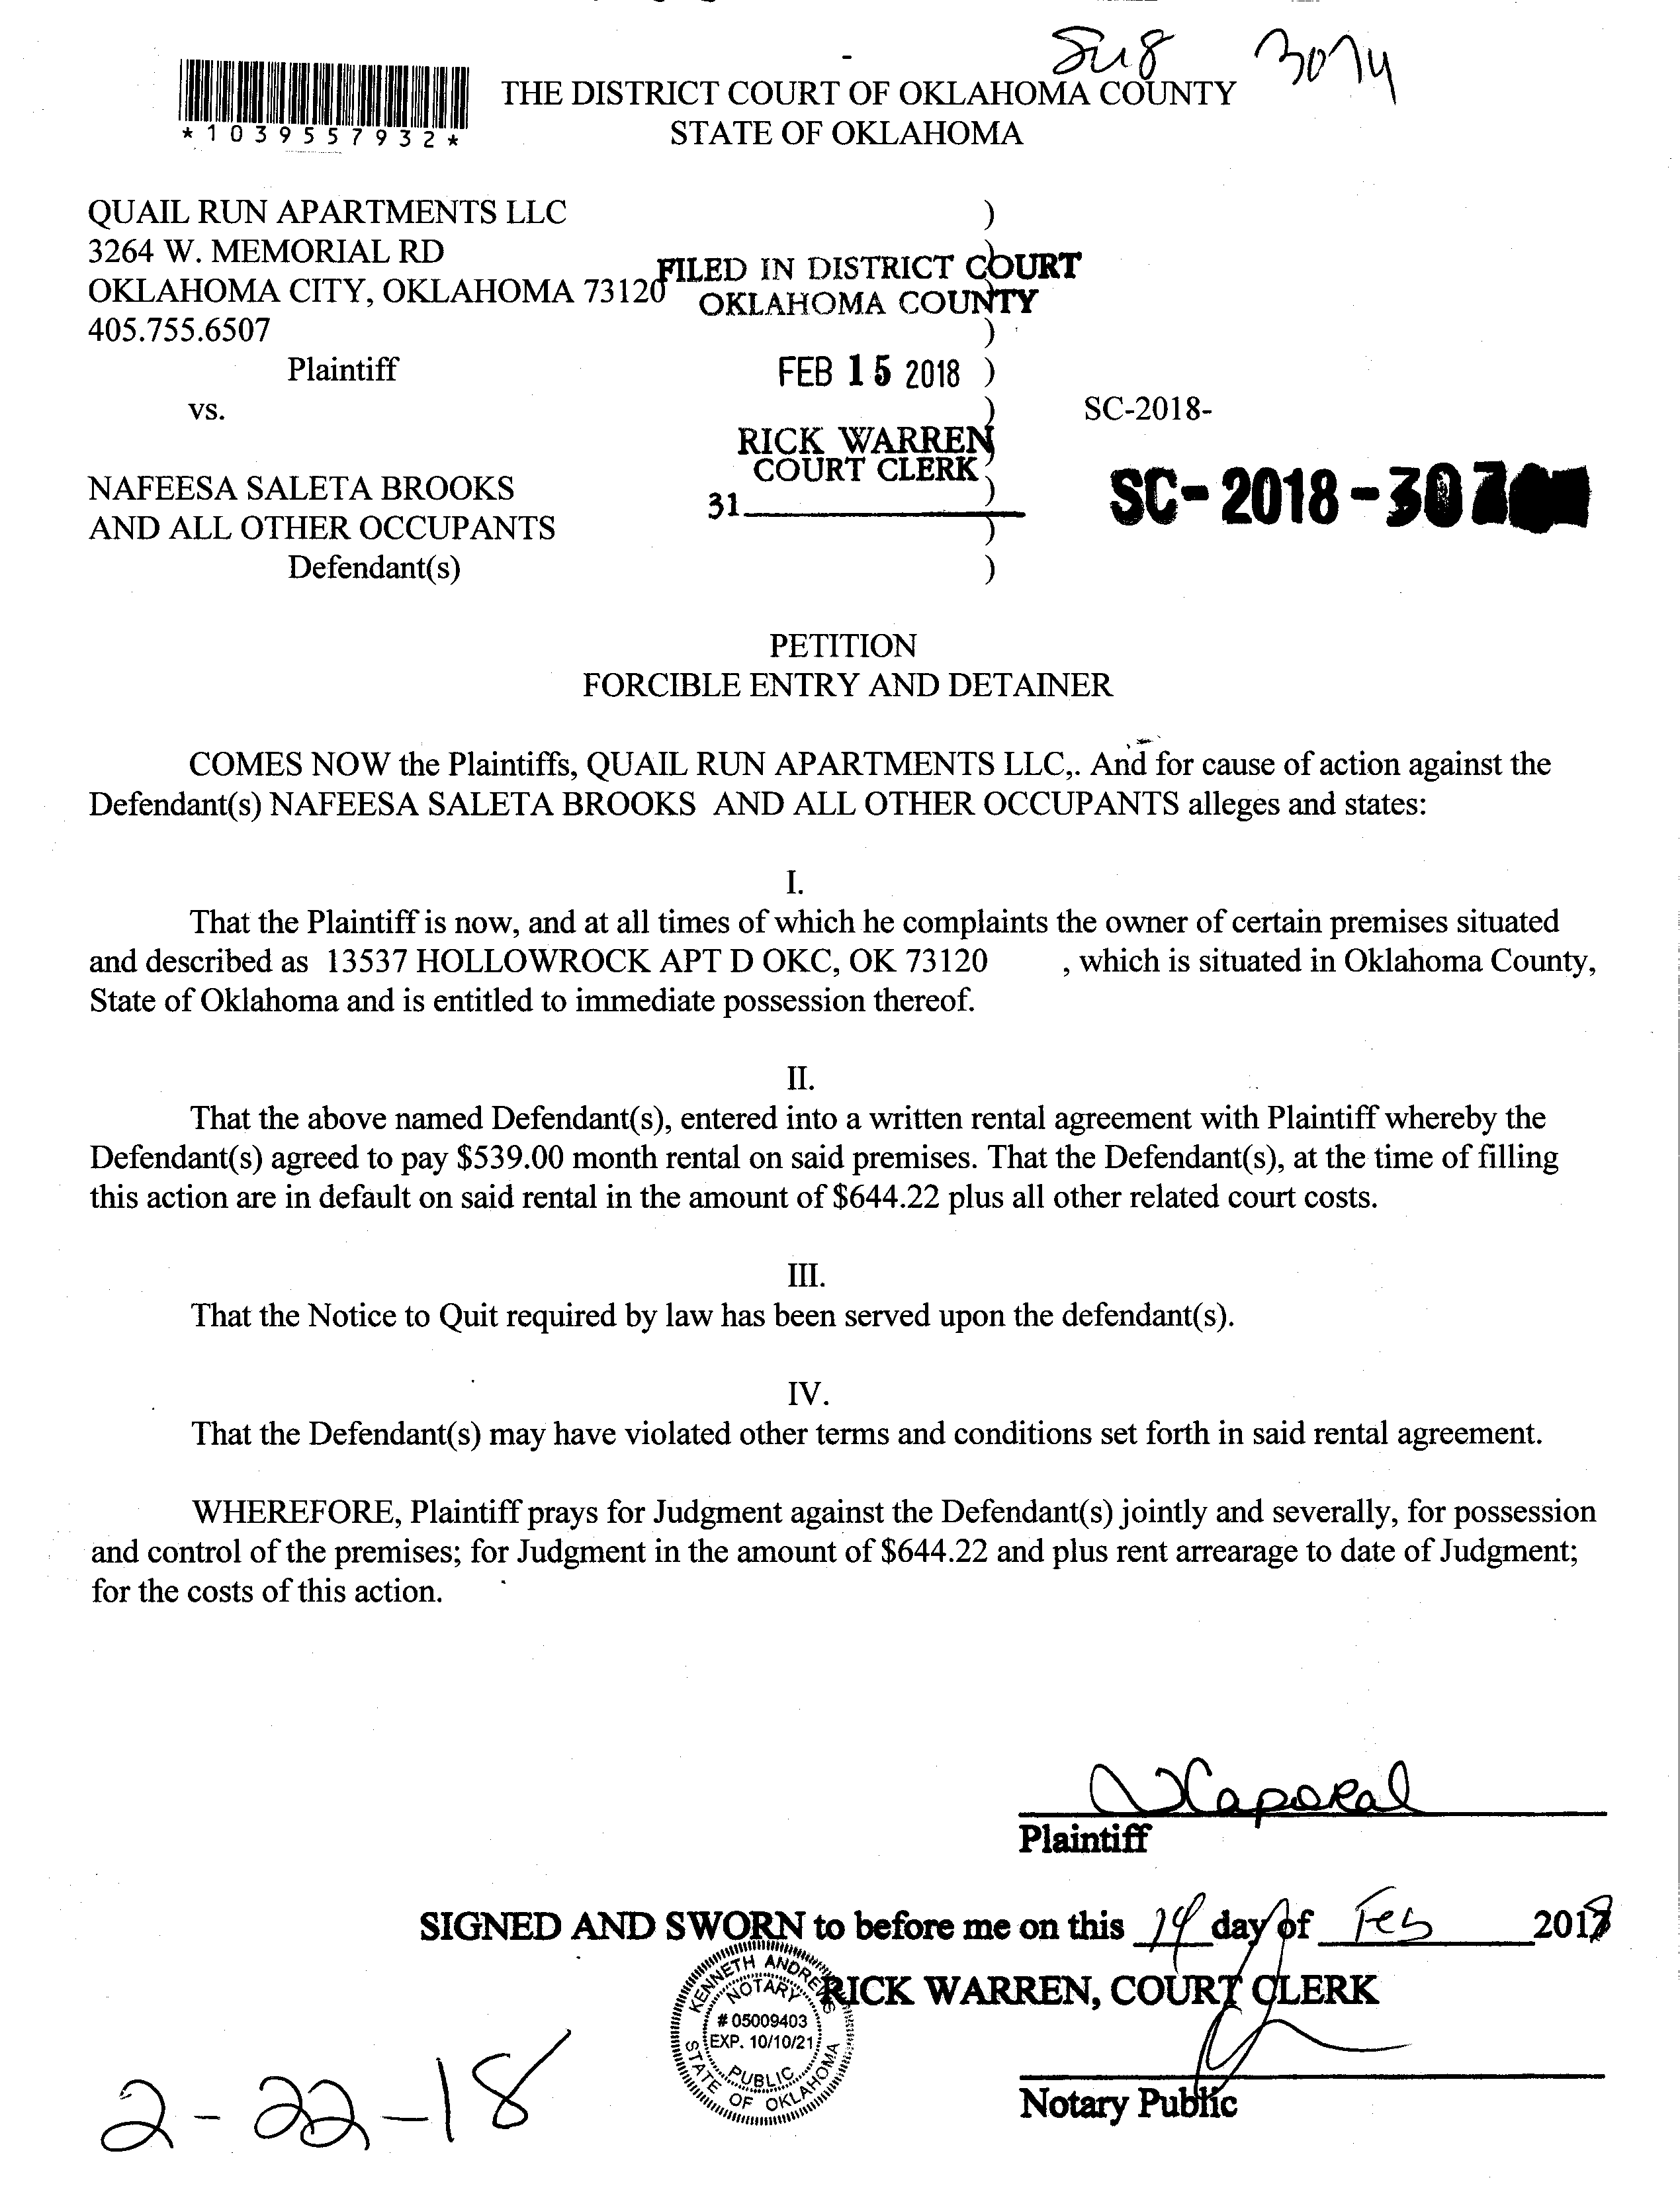 3074
*1039557932*
THE DISTRICT COURT OF OKLAHOMA COUNTY
STATE OF OKLAHOMA
QUAIL RUN APARTMENTS LLC )
3264 W. MEMORIAL RD )
OKLAHOMA CITY, OKLAHOMA 73120
405.755.6507 )
FILED IN DISTRICT COURT
OKLAHOMA COUNTY
Plaintiff )
FEB 15 2018
vs. ) SC-2018-
RICK WARREN
COURT CLERK
31
SC-2018-307
NAFEESA SALETA BROOKS )
AND ALL OTHER OCCUPANTS )
Defendant(s) )
PETITION
FORCIBLE ENTRY AND DETAINER
COMES NOW the Plaintiffs, QUAIL RUN APARTMENTS LLC,. And for cause of action against the
Defendant(s) NAFEESA SALETA BROOKS AND ALL OTHER OCCUPANTS alleges and states:
I.
That the Plaintiff is now, and at all times of which he complaints the owner of certain premises situated
and described as 13537 HOLLOWROCK APT D OKC, OK 73120 , which is situated in Oklahoma County,
State of Oklahoma and is entitled to immediate possession thereof.
II.
That the above named Defendant(s), entered into a written rental agreement with Plaintiff whereby the
Defendant(s) agreed to pay $539.00 month rental on said premises. That the Defendant(s), at the time of filling
this action are in default on said rental in the amount of $644.22 plus all other related court costs.
III.
That the Notice to Quit required by law has been served upon the defendant(s).
IV.
That the Defendant(s) may have violated other terms and conditions set forth in said rental agreement.
WHEREFORE, Plaintiff prays for Judgment against the Defendant(s) jointly and severally, for possession
and control of the premises; for Judgment in the amount of $644.22 and plus rent arrearage to date of Judgment;
for the costs of this action.
Plaintiff
SIGNED AND SWORN to before me on this 14 day of Feb 2018
RICK WARREN, COURT CLERK
KENNETH ANDREWS
NOTARY
# 05009403
EXP. 10/10/21
PUBLIC
STATE OF OKLAHOMA
Notary Public
2-22-18